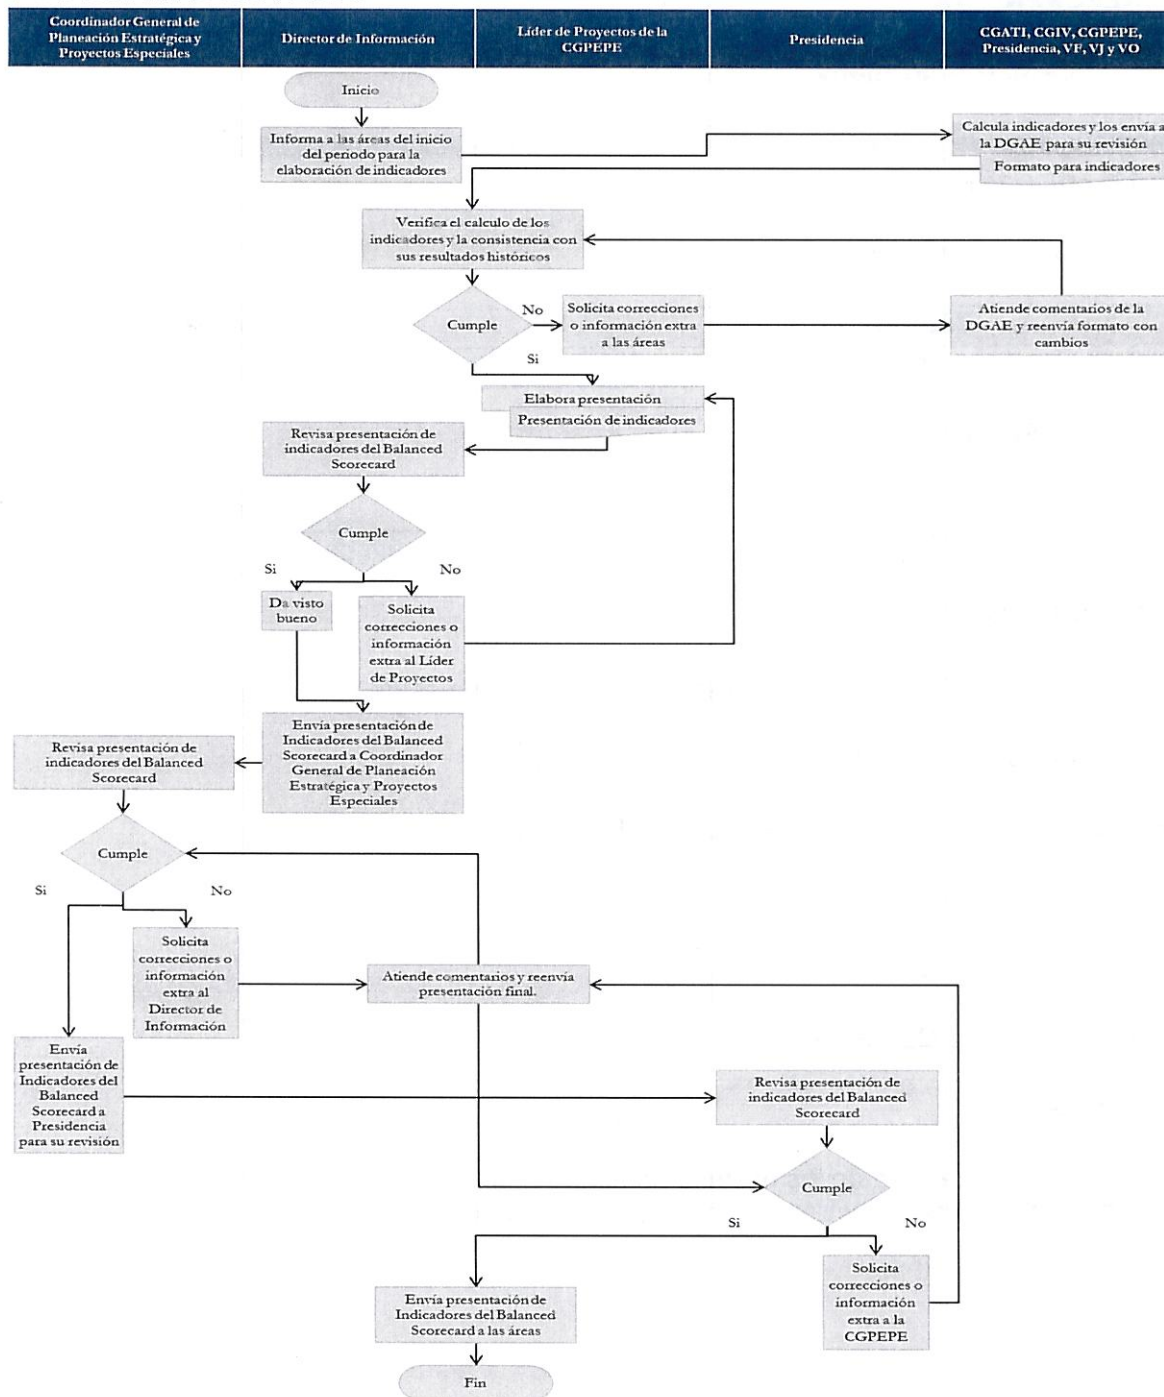 Coordinador General de
Planeación Estratégica y
Proyectos Especiales
Director de Información
Líder de Proyectos de la
CGPEPE
Presidencia
CGATI, CGIV, CGPEPE,
Presidencia, VF, VJ y VO
Inicio
Informa a las áreas del inicio
del periodo para la
elaboración de indicadores
Calcula indicadores y los envía a
la DGAE para su revisión
Formato para indicadores
Verifica el calculo de los
indicadores y la consistencia con
sus resultados históricos
Cumple
No
Solicita correcciones
o información extra
a las áreas
Atiende comentarios de la
DGAE y reenvía formato con
cambios
Si
Elabora presentación
Presentación de indicadores
Revisa presentación de
indicadores del Balanced
Scorecard
Cumple
Si
No
Da visto
bueno
Solicita
correcciones o
información
extra al Líder
de Proyectos
Envía presentación de
Indicadores del Balanced
Scorecard a Coordinador
General de Planeación
Estratégica y Proyectos
Especiales
Revisa presentación de
indicadores del Balanced
Scorecard
Cumple
Si
No
Solicita
correcciones o
información
extra al
Director de
Información
Atiende comentarios y reenvía
presentación final.
Envía
presentación de
Indicadores del
Balanced
Scorecard a
Presidencia
para su revisión
Revisa presentación de
indicadores del Balanced
Scorecard
Cumple
Si
No
Envía presentación de
Indicadores del Balanced
Scorecard a las áreas
Solicita
correcciones o
información
extra a la
CGPEPE
Fin